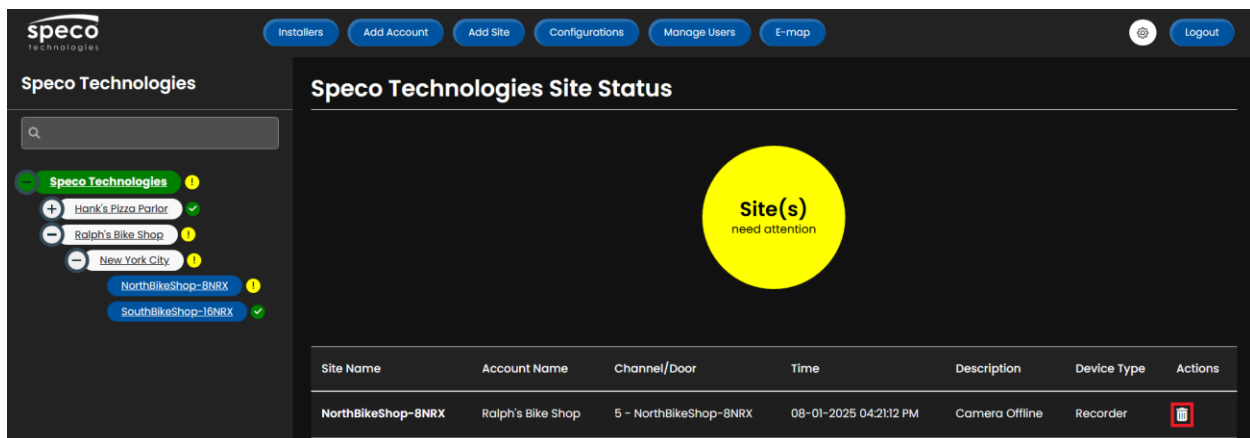 speco
technologies
Installers Add Account Add Site Configurations Manage Users E-map Logout
Speco Technologies
Speco Technologies Site Status
Speco Technologies !
Hank's Pizza Parlor
Ralph's Bike Shop !
New York City !
NorthBikeShop-8NRX !
SouthBikeShop-16NRX
Site(s)
need attention
Site Name Account Name Channel/Door Time Description Device Type Actions
NorthBikeShop-8NRX Ralph's Bike Shop 5 - NorthBikeShop-8NRX 08-01-2025 04:21:12 PM Camera Offline Recorder